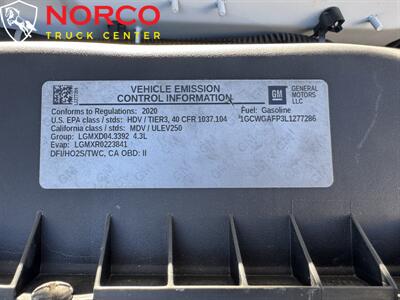 NORCO
TRUCK CENTER
VEHICLE EMISSION
CONTROL INFORMATION
GM
GENERAL
MOTORS
LLC
Conforms to Regulations: 2020
Fuel: Gasoline
U.S. EPA class / stds: HDV / TIER3, 40 CFR 1037.104
1GCWGAFP3L1277286
California class / stds: MDV / ULEV250
Group: LGMXD04.3392 4.3L
Evap: LGMXR0223841
DFI/HO2S/TWC, CA OBD: II